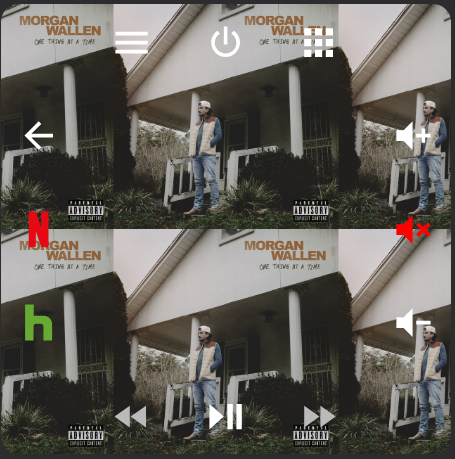 MORGAN
WALLEN
ONE THING AT A TIME
MORGAN
WALLEN
ONE THING AT A TIME
PARENTAL
ADVISORY
EXPLICIT CONTENT
PARENTAL
ADVISORY
EXPLICIT CONTENT
N
MORGAN
WALLEN
ONE THING AT A TIME
MORGAN
WALLEN
ONE THING AT A TIME
h
PARENTAL
ADVISORY
EXPLICIT CONTENT
PARENTAL
ADVISORY
EXPLICIT CONTENT